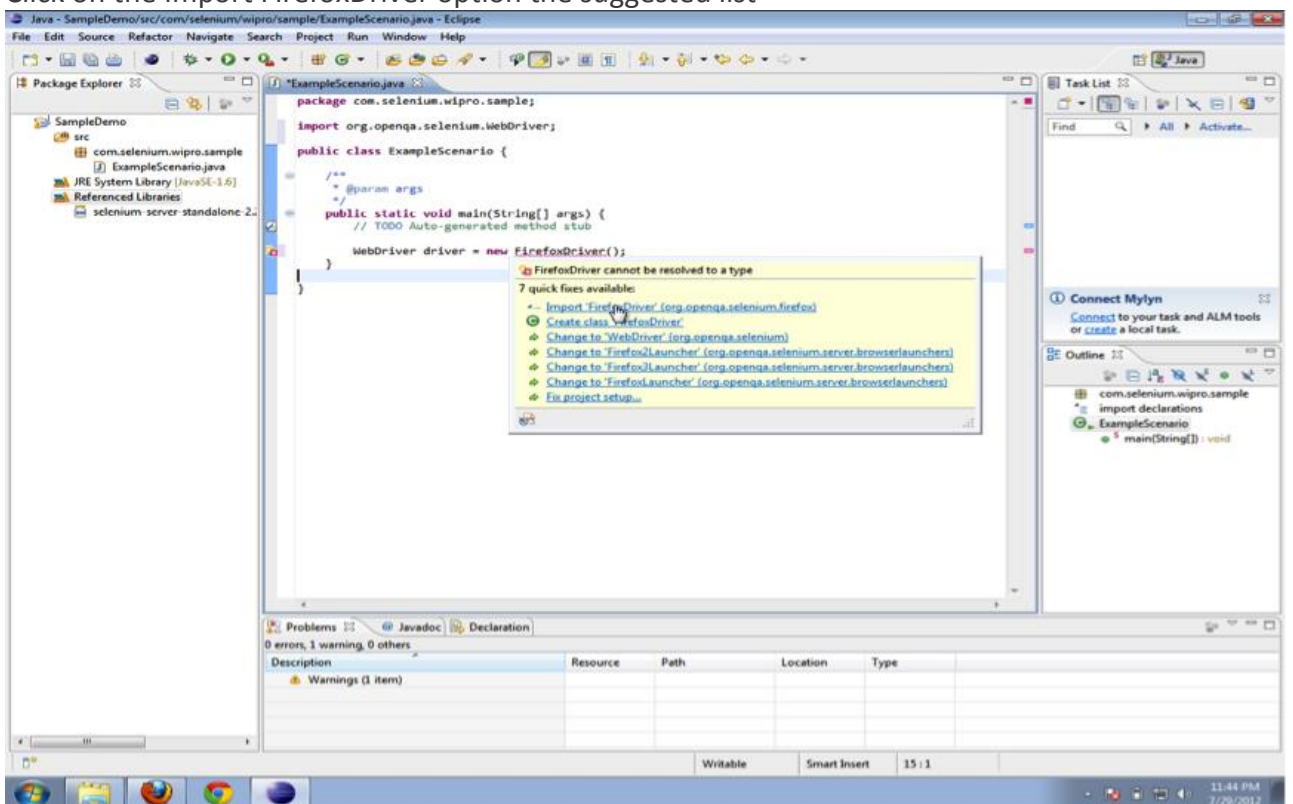 Click on the Import FirefoxDriver option the suggested list
Java - SampleDemo/src/com/selenium/wipro/sample/ExampleScenario.java - Eclipse
File Edit Source Refactor Navigate Search Project Run Window Help
Java
Package Explorer
SampleDemo
src
com.selenium.wipro.sample
ExampleScenario.java
JRE System Library [JavaSE-1.6]
Referenced Libraries
selenium-server-standalone-2.
*ExampleScenario.java
package com.selenium.wipro.sample;
import org.openqa.selenium.WebDriver;
public class ExampleScenario {
/**
* @param args
*/
public static void main(String[] args) {
// TODO Auto-generated method stub
WebDriver driver = new FirefoxDriver();
}
}
FirefoxDriver cannot be resolved to a type
7 quick fixes available:
Import 'FirefoxDriver' (org.openqa.selenium.firefox)
Create class 'FirefoxDriver'
Change to 'WebDriver' (org.openqa.selenium)
Change to 'Firefox2Launcher' (org.openqa.selenium.server.browserlaunchers)
Change to 'Firefox3Launcher' (org.openqa.selenium.server.browserlaunchers)
Change to 'FirefoxLauncher' (org.openqa.selenium.server.browserlaunchers)
Fix project setup...
Task List
Find All Activate...
Connect Mylyn
Connect to your task and ALM tools
or create a local task.
Outline
com.selenium.wipro.sample
import declarations
ExampleScenario
main(String[]) : void
Problems Javadoc Declaration
0 errors, 1 warning, 0 others
Description Resource Path Location Type
Warnings (1 item)
Writable Smart Insert 15 : 1
11:44 PM
7/29/2012